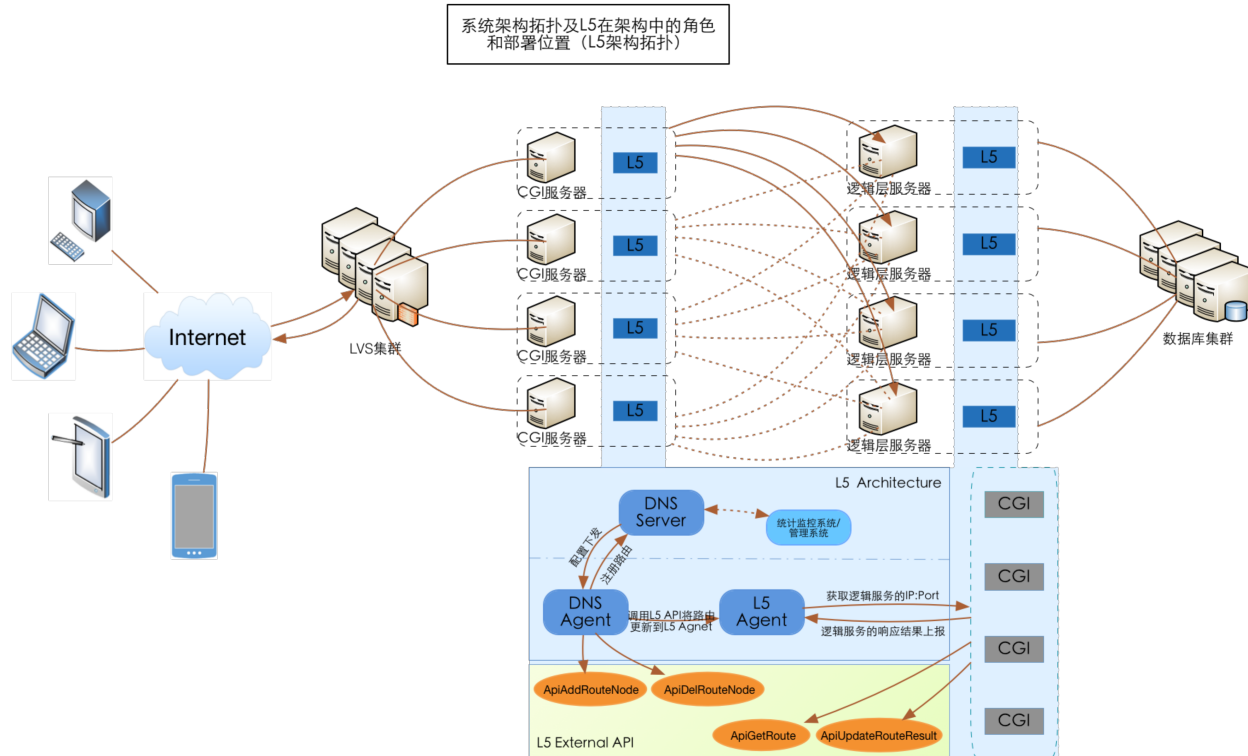 系统架构拓扑及L5在架构中的角色
和部署位置（L5架构拓扑）
CGI服务器
L5
逻辑层服务器
L5
CGI服务器
L5
逻辑层服务器
L5
Internet
LVS集群
CGI服务器
L5
逻辑层服务器
L5
数据库集群
CGI服务器
L5
逻辑层服务器
L5
L5 Architecture
DNS
Server
统计监控系统/
管理系统
配置下发
注册路由
DNS
Agent
调用L5 API将路由
更新到L5 Agnet
L5
Agent
获取逻辑服务的IP:Port
逻辑服务的响应结果上报
CGI
CGI
CGI
CGI
ApiAddRouteNode
ApiDelRouteNode
ApiGetRoute
ApiUpdateRouteResult
L5 External API